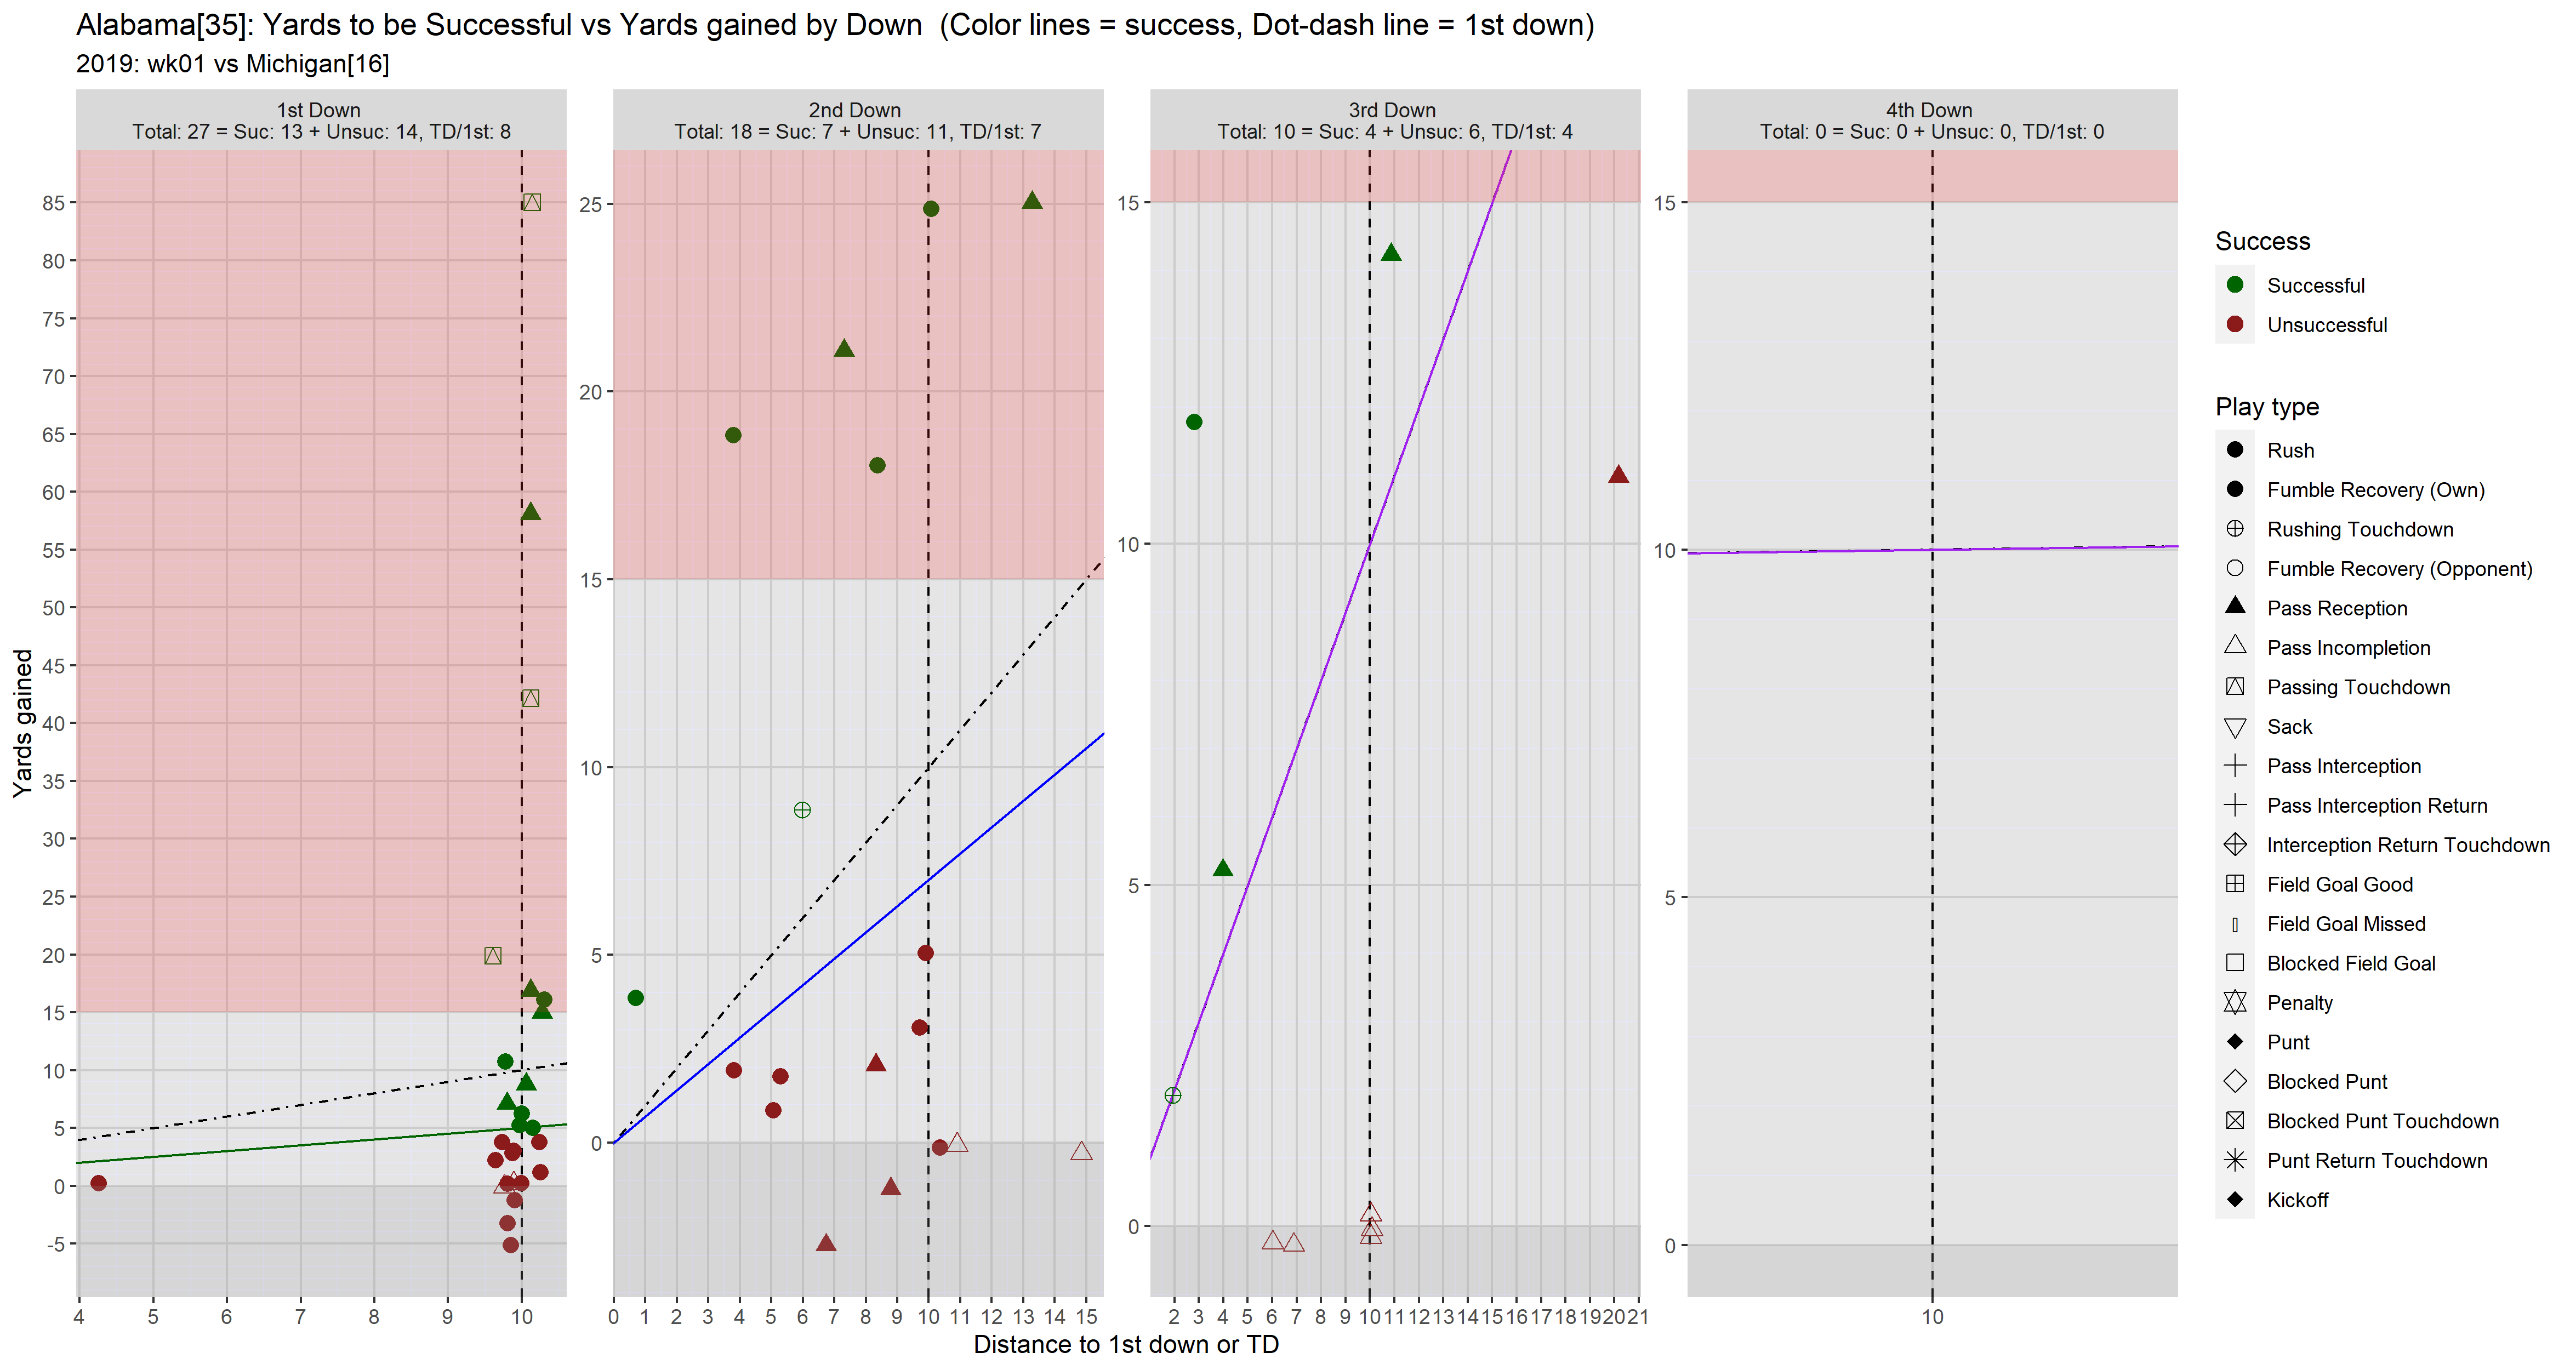 Alabama[35]: Yards to be Successful vs Yards gained by Down  (Color lines = success, Dot-dash line = 1st down)
2019: wk01 vs Michigan[16]
1st Down
Total: 27 = Suc: 13 + Unsuc: 14, TD/1st: 8
2nd Down
Total: 18 = Suc: 7 + Unsuc: 11, TD/1st: 7
3rd Down
Total: 10 = Suc: 4 + Unsuc: 6, TD/1st: 4
4th Down
Total: 0 = Suc: 0 + Unsuc: 0, TD/1st: 0
Yards gained
85
80
75
70
65
60
55
50
45
40
35
30
25
20
15
10
5
0
-5
4 5 6 7 8 9 10
25
20
15
10
5
0
0 1 2 3 4 5 6 7 8 9 10 11 12 13 14 15
15
10
5
0
2 3 4 5 6 7 8 9 10 11 12 13 14 15 16 17 18 19 20 21
15
10
5
0
10
Distance to 1st down or TD
Success
Successful
Unsuccessful
Play type
Rush
Fumble Recovery (Own)
Rushing Touchdown
Fumble Recovery (Opponent)
Pass Reception
Pass Incompletion
Passing Touchdown
Sack
Pass Interception
Pass Interception Return
Interception Return Touchdown
Field Goal Good
Field Goal Missed
Blocked Field Goal
Penalty
Punt
Blocked Punt
Blocked Punt Touchdown
Punt Return Touchdown
Kickoff